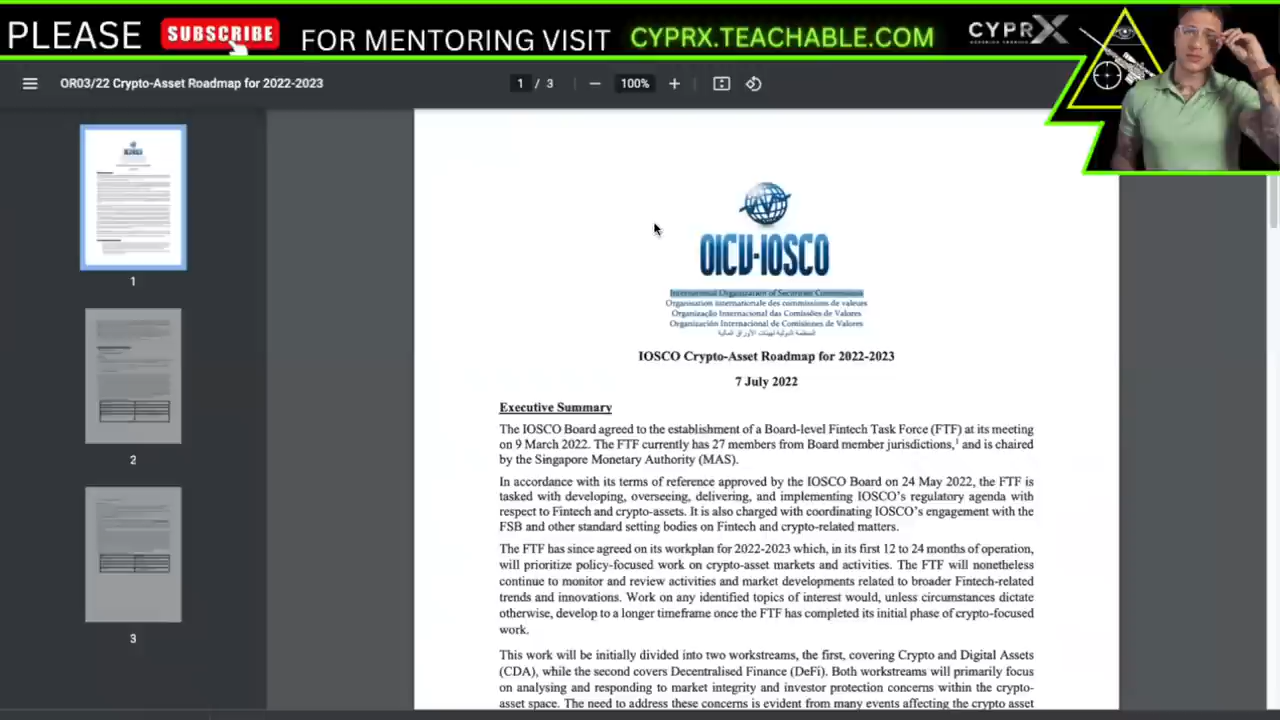 PLEASE SUBSCRIBE FOR MENTORING VISIT CYPRX.TEACHABLE.COM CYPRX
OR03/22 Crypto-Asset Roadmap for 2022-2023
1 / 3
100%
1
2
3
OICU-IOSCO
International Organization of Securities Commissions
Organisation internationale des commissions de valeurs
Organização Internacional das Comissões de Valores
Organización Internacional de Comisiones de Valores
المنظمة الدولية لهيئات الأوراق المالية
IOSCO Crypto-Asset Roadmap for 2022-2023
7 July 2022
Executive Summary
The IOSCO Board agreed to the establishment of a Board-level Fintech Task Force (FTF) at its meeting
on 9 March 2022. The FTF currently has 27 members from Board member jurisdictions,¹ and is chaired
by the Singapore Monetary Authority (MAS).
In accordance with its terms of reference approved by the IOSCO Board on 24 May 2022, the FTF is
tasked with developing, overseeing, delivering, and implementing IOSCO's regulatory agenda with
respect to Fintech and crypto-assets. It is also charged with coordinating IOSCO's engagement with the
FSB and other standard setting bodies on Fintech and crypto-related matters.
The FTF has since agreed on its workplan for 2022-2023 which, in its first 12 to 24 months of operation,
will prioritize policy-focused work on crypto-asset markets and activities. The FTF will nonetheless
continue to monitor and review activities and market developments related to broader Fintech-related
trends and innovations. Work on any identified topics of interest would, unless circumstances dictate
otherwise, develop to a longer timeframe once the FTF has completed its initial phase of crypto-focused
work.
This work will be initially divided into two workstreams, the first, covering Crypto and Digital Assets
(CDA), while the second covers Decentralised Finance (DeFi). Both workstreams will primarily focus
on analysing and responding to market integrity and investor protection concerns within the crypto-
asset space. The need to address these concerns is evident from many events affecting the crypto asset